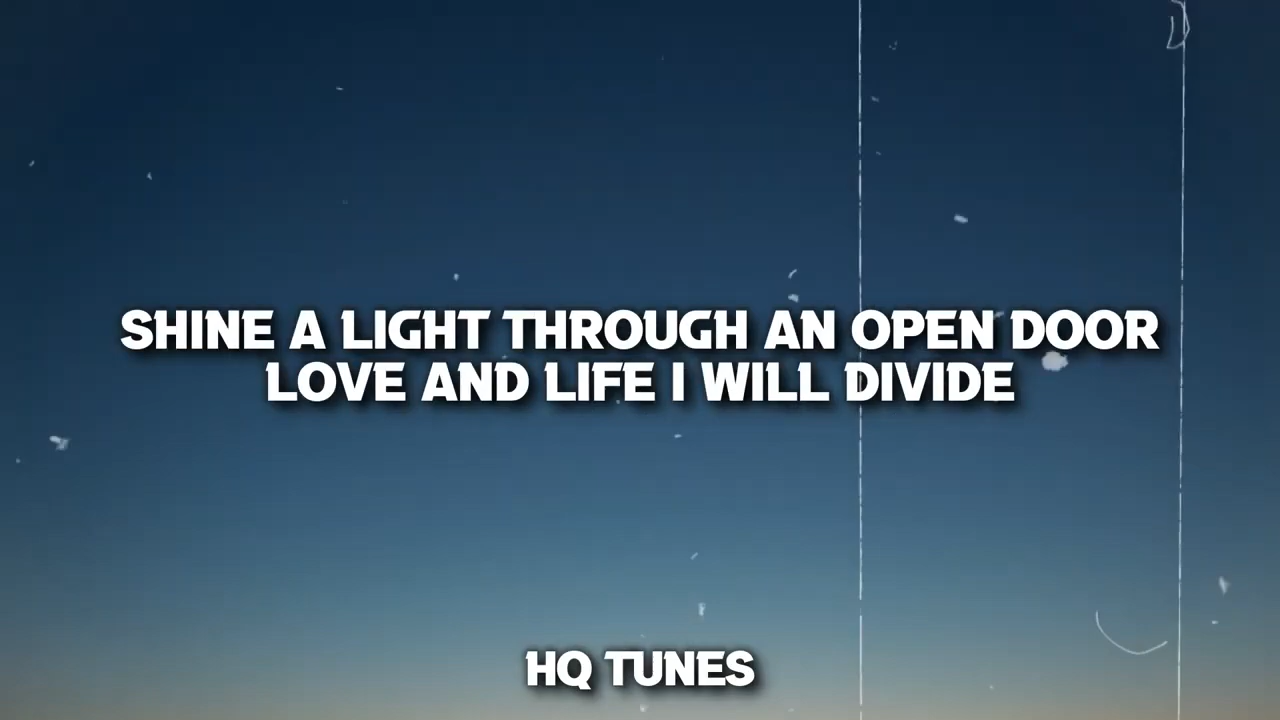 SHINE A LIGHT THROUGH AN OPEN DOOR
LOVE AND LIFE I WILL DIVIDE
HQ TUNES